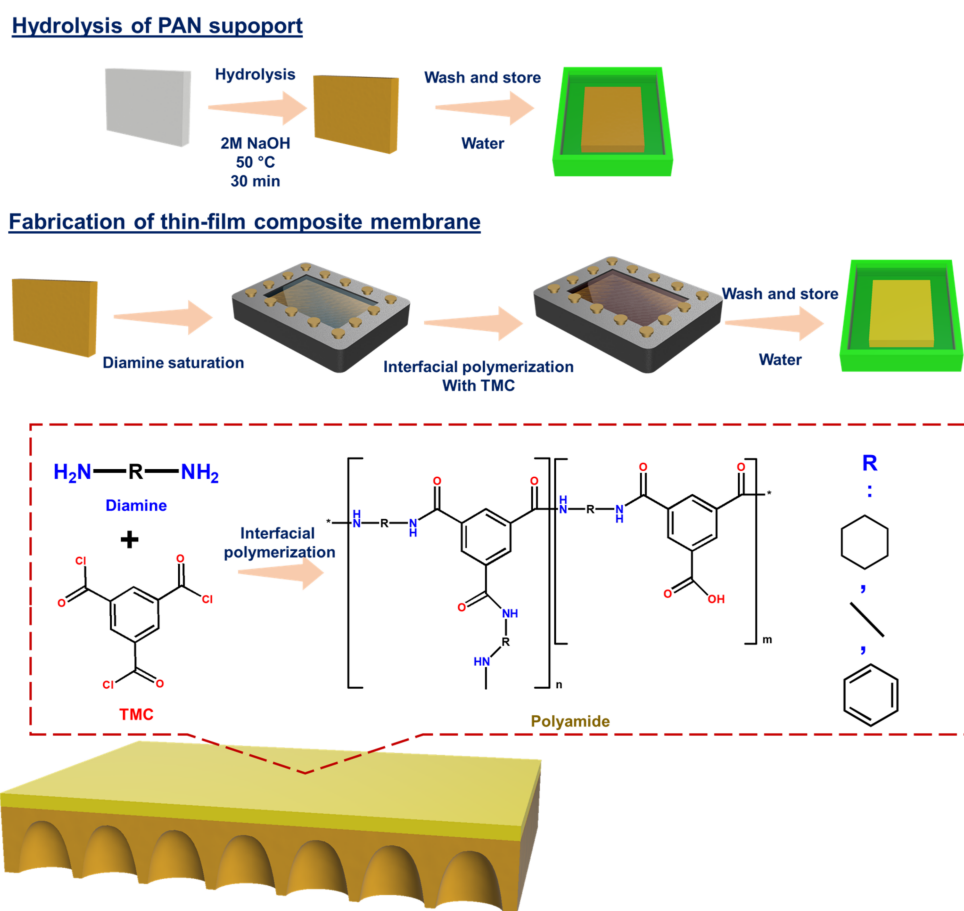 Hydrolysis of PAN supoport
Hydrolysis
2M NaOH
50 °C
30 min
Wash and store
Water
Fabrication of thin-film composite membrane
Diamine saturation
Interfacial polymerization
With TMC
Wash and store
Water
H₂N—R—NH₂
Diamine
+
Cl
O
O
Cl
Cl
O
TMC
Interfacial
polymerization
O
O
O
O
*
H
N
R
N
H
H
N
R
N
H
*
O
NH
O
OH
R
HN
n
m
Polyamide
R
:
,
,